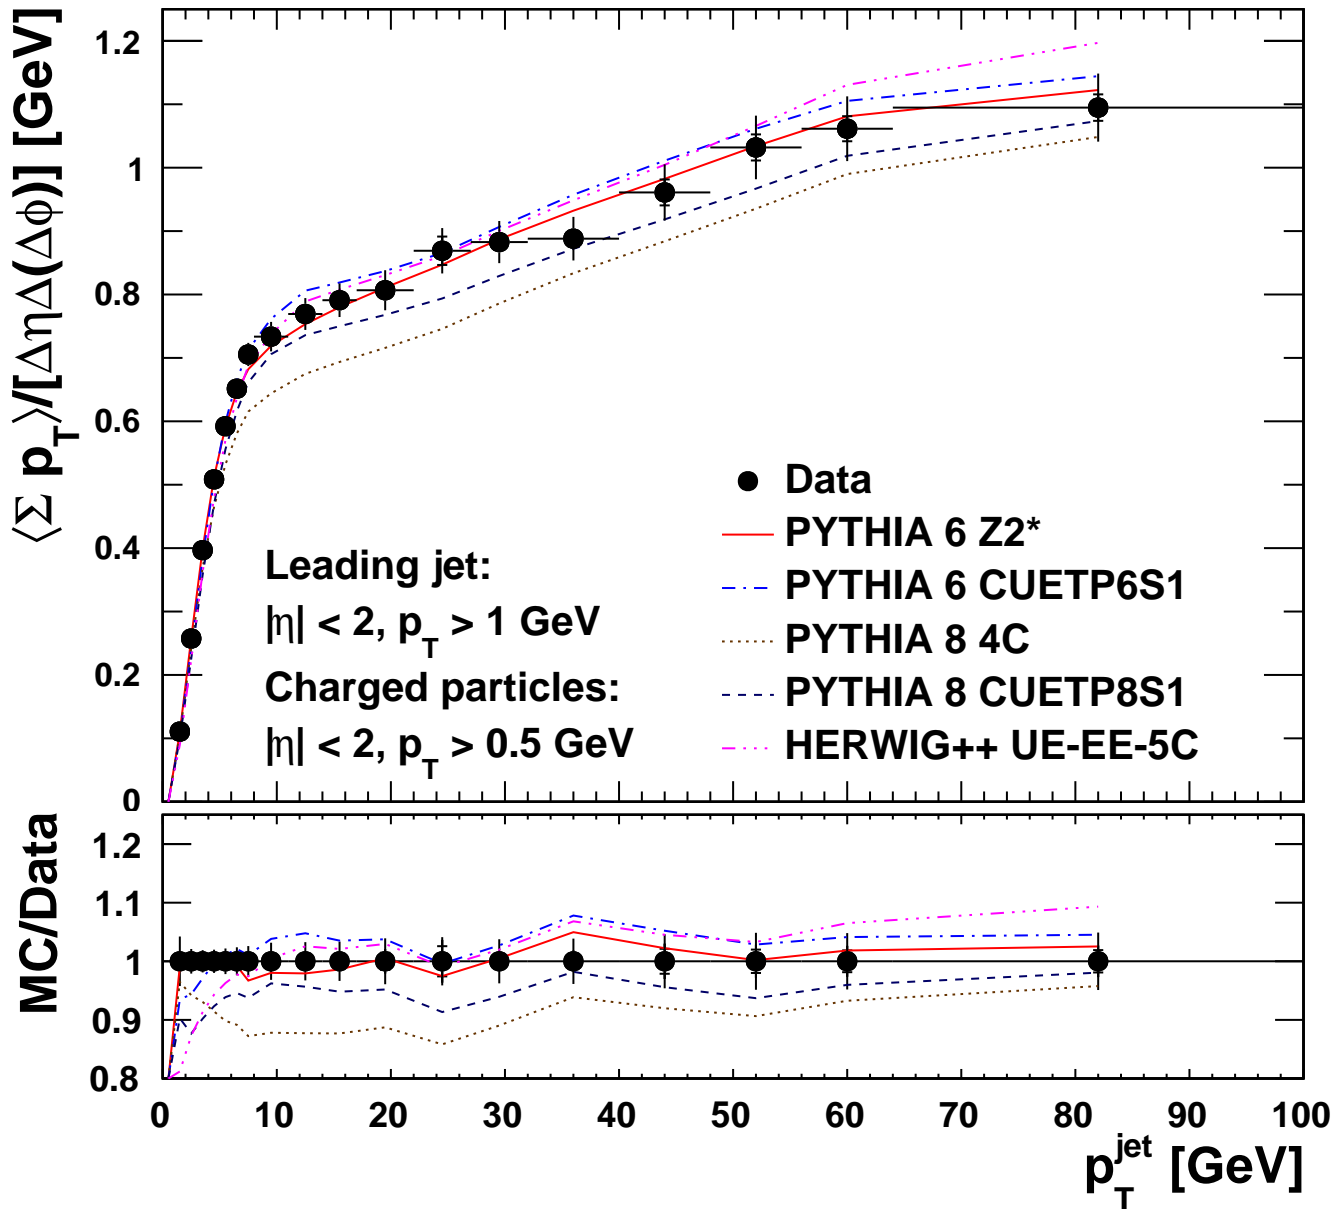 ⟨Σ p_T⟩/[ΔηΔ(Δϕ)] [GeV]
1.2
1
0.8
0.6
0.4
0.2
0
Data
PYTHIA 6 Z2*
PYTHIA 6 CUETP6S1
PYTHIA 8 4C
PYTHIA 8 CUETP8S1
HERWIG++ UE-EE-5C
Leading jet:
|η| < 2, p_T > 1 GeV
Charged particles:
|η| < 2, p_T > 0.5 GeV
MC/Data
1.2
1.1
1
0.9
0.8
0 10 20 30 40 50 60 70 80 90 100
p_T^jet [GeV]